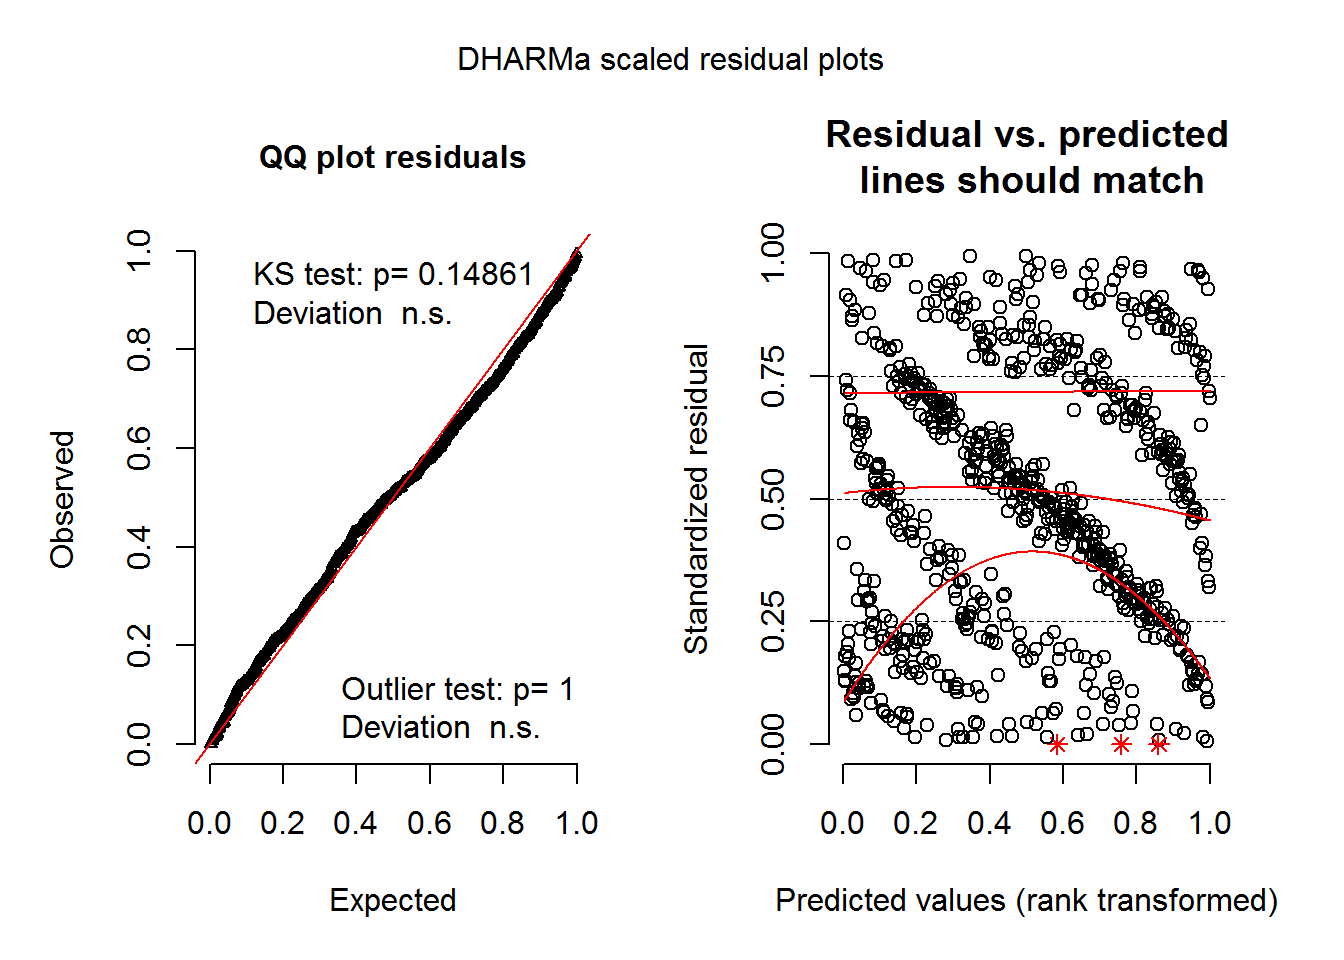 DHARMa scaled residual plots
QQ plot residuals
KS test: p= 0.14861
Deviation  n.s.
Outlier test: p= 1
Deviation  n.s.
Observed
0.0
0.2
0.4
0.6
0.8
1.0
0.0 0.2 0.4 0.6 0.8 1.0
Expected
Residual vs. predicted
lines should match
Standardized residual
0.00
0.25
0.50
0.75
1.00
0.0 0.2 0.4 0.6 0.8 1.0
Predicted values (rank transformed)